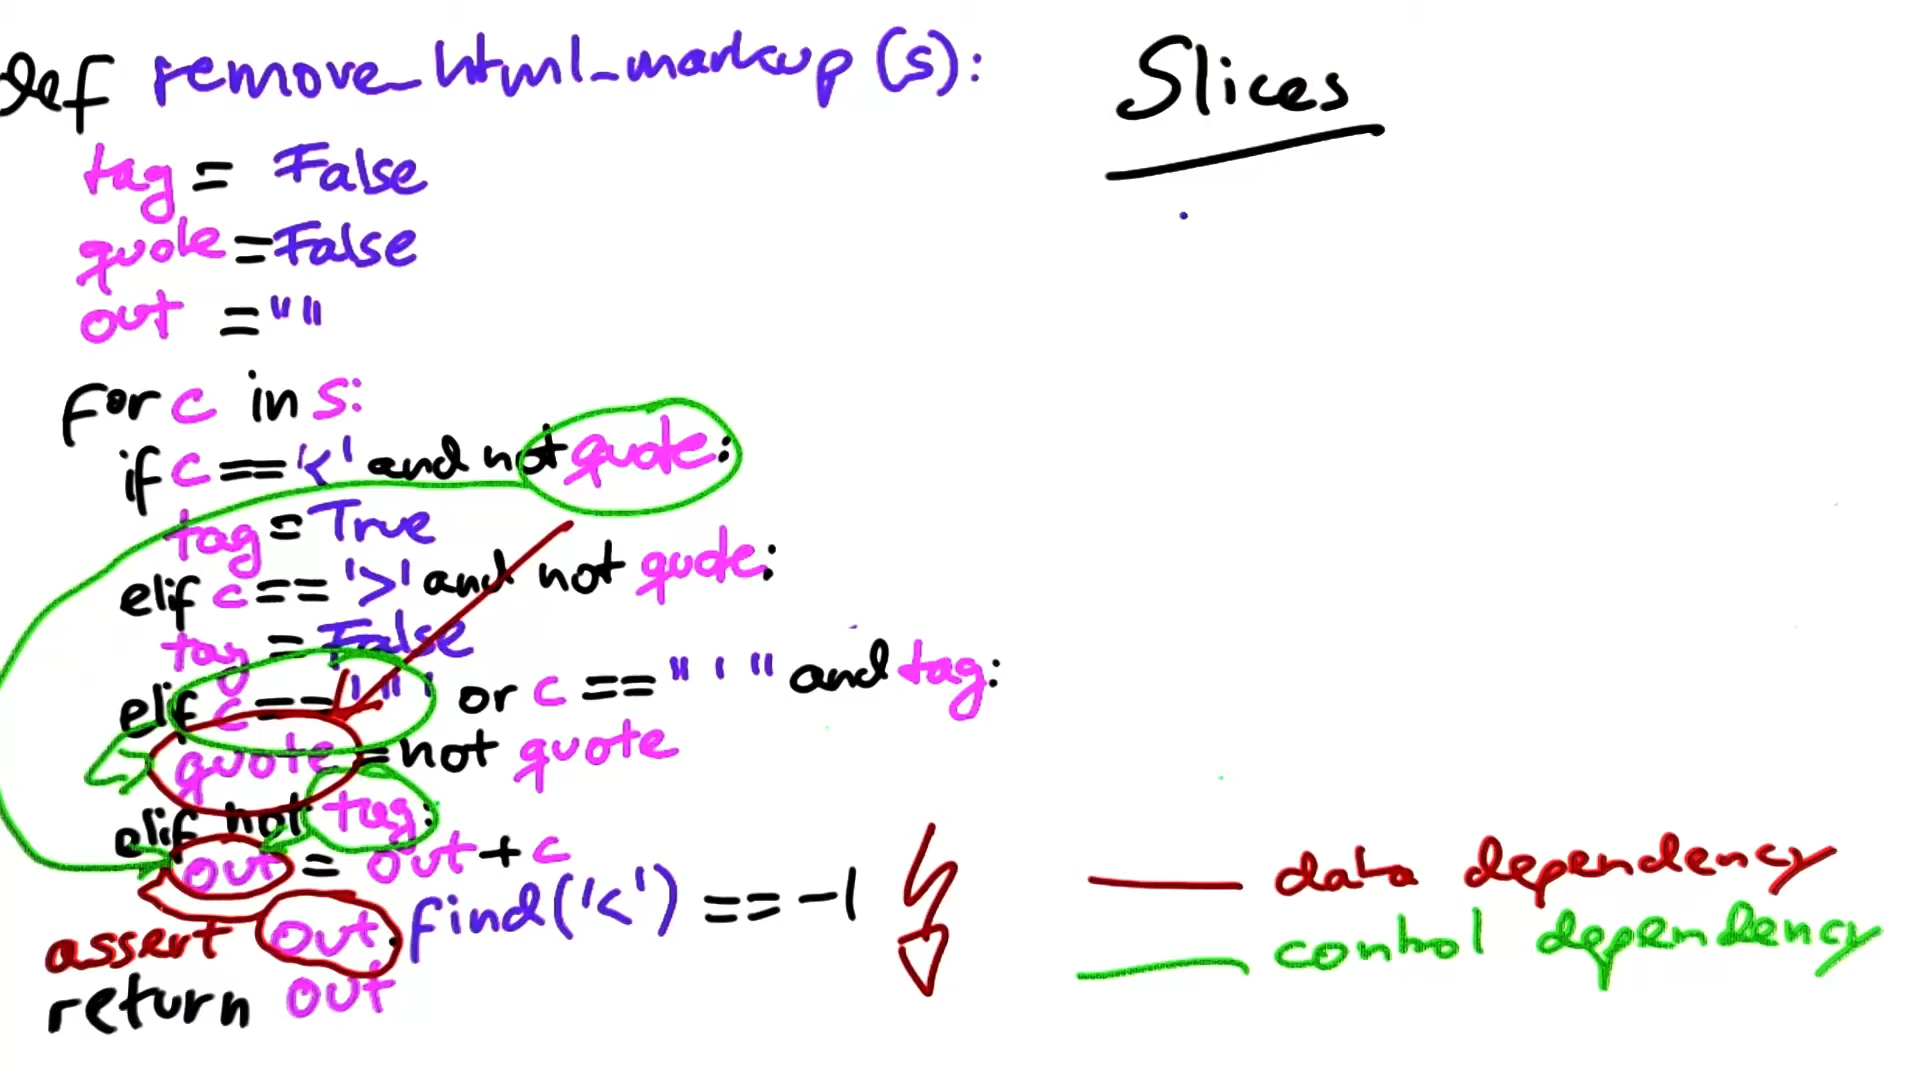 def remove_html_markup (s):
Slices
tag = False
quote = False
out = ""
for c in s:
if c == '<' and not quote:
tag = True
elif c == '>' and not quote:
tag = False
elif c == '"' or c == "'" and tag:
quote = not quote
elif not tag:
out = out + c
assert out.find('<') == -1
return out
data dependency
control dependency